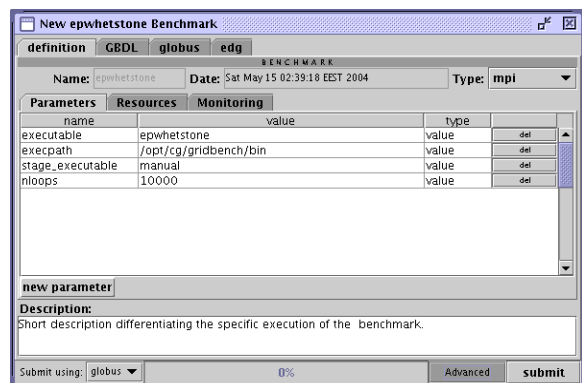 New epwhetstone Benchmark
definition GBDL globus edg
BENCHMARK
Name: epwhetstone Date: Sat May 15 02:39:18 EEST 2004 Type: mpi
Parameters Resources Monitoring
name value type
executable epwhetstone value del
execpath /opt/cg/gridbench/bin value del
stage_executable manual value del
nloops 10000 value del
new parameter
Description:
Short description differentiating the specific execution of the benchmark.
Submit using: globus 0% Advanced submit